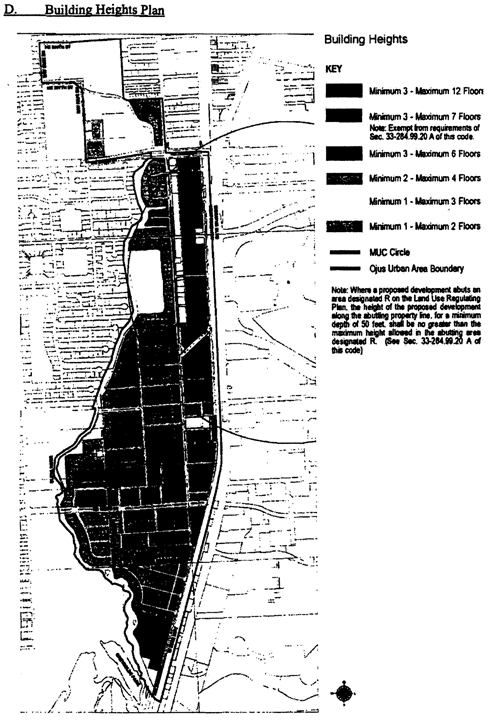 D. Building Heights Plan
Building Heights
KEY
Minimum 3 - Maximum 12 Floors
Minimum 3 - Maximum 7 Floors
Note: Exempt from requirements of
Sec. 33-284.99.20 A of this code.
Minimum 3 - Maximum 6 Floors
Minimum 2 - Maximum 4 Floors
Minimum 1 - Maximum 3 Floors
Minimum 1 - Maximum 2 Floors
MUC Circle
Ojus Urban Area Boundary
Note: Where a proposed development abuts an
area designated R on the Land Use Regulating
Plan, the height of the proposed development
along the abutting property line, for a minimum
depth of 50 feet, shall be no greater than the
maximum height allowed in the abutting area
designated R. (See Sec. 33-284.99.20 A of
this code)